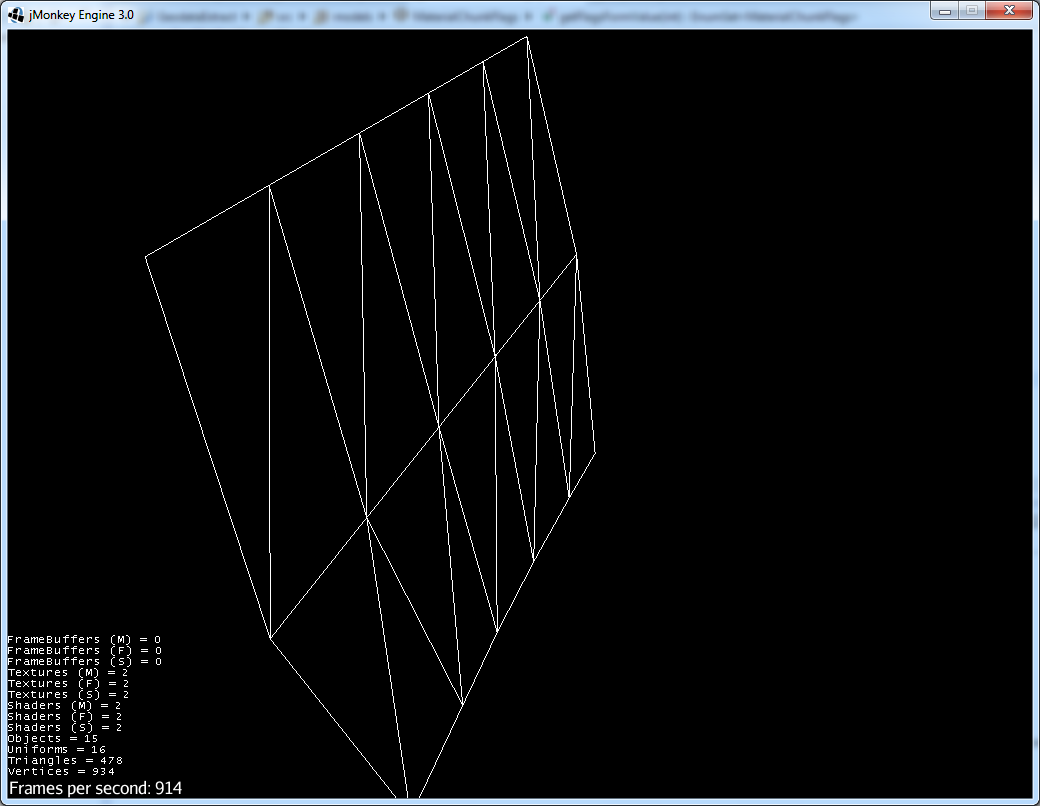 jMonkey Engine 3.0
FrameBuffers (M) = 0
FrameBuffers (F) = 0
FrameBuffers (S) = 0
Textures (M) = 2
Textures (F) = 2
Textures (S) = 2
Shaders (M) = 2
Shaders (F) = 2
Shaders (S) = 2
Objects = 15
Uniforms = 16
Triangles = 478
Vertices = 934
Frames per second: 914